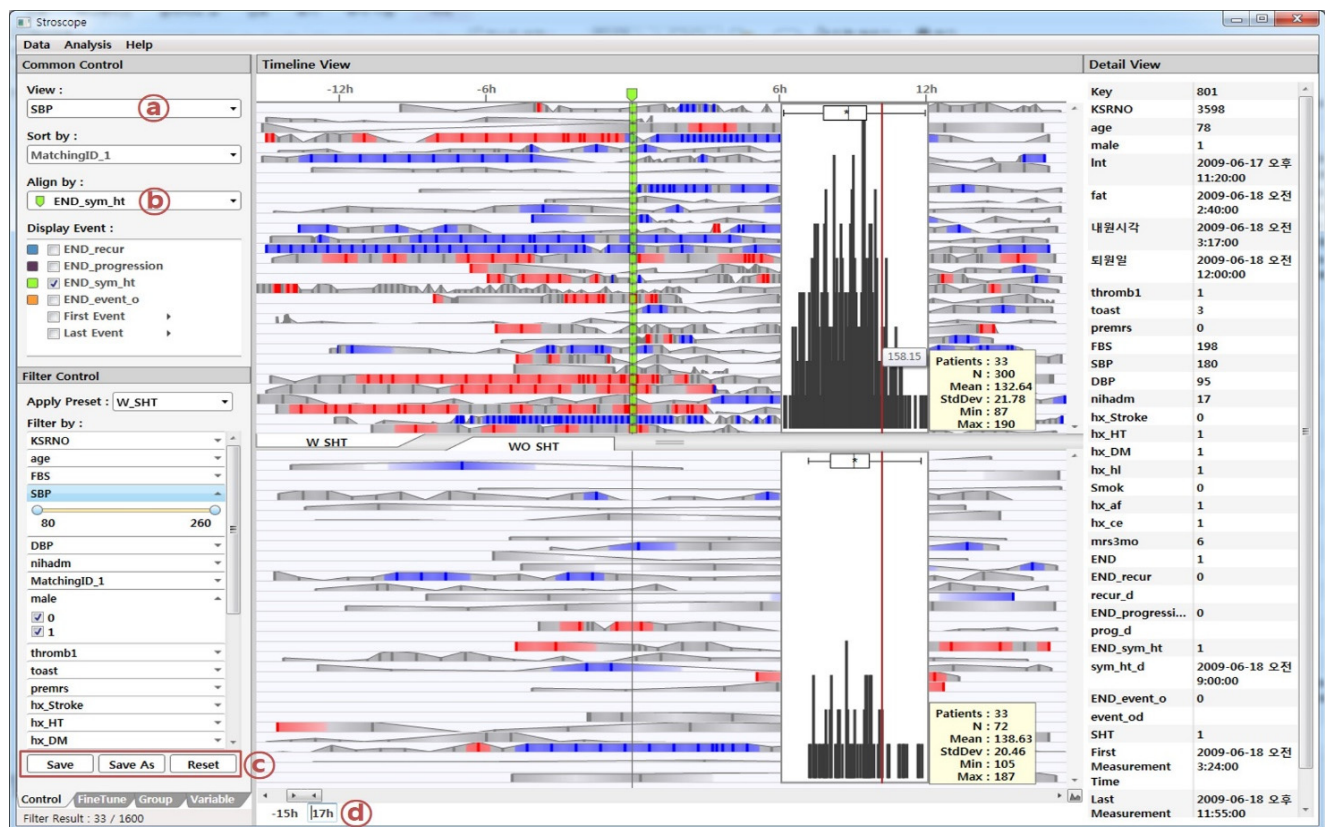 Stroscope
Data Analysis Help
Common Control
View :
SBP
ⓐ
Sort by :
MatchingID_1
Align by :
END_sym_ht
ⓑ
Display Event :
END_recur
END_progression
END_sym_ht
END_event_o
First Event
Last Event
Filter Control
Apply Preset : W_SHT
Filter by :
KSRNO
age
FBS
SBP
80 260
DBP
nihadm
MatchingID_1
male
0
1
thromb1
toast
premrs
hx_Stroke
hx_HT
hx_DM
Save Save As Reset
ⓒ
Control FineTune Group Variable
Filter Result : 33 / 1600
Timeline View
-12h -6h 6h 12h
158.15
Patients : 33
N : 300
Mean : 132.64
StdDev : 21.78
Min : 87
Max : 190
W_SHT WO_SHT
Patients : 33
N : 72
Mean : 138.63
StdDev : 20.46
Min : 105
Max : 187
-15h 17h
ⓓ
Detail View
Key 801
KSRNO 3598
age 78
male 1
lnt 2009-06-17 오후
11:20:00
fat 2009-06-18 오전
2:40:00
내원시각 2009-06-18 오전
3:17:00
퇴원일 2009-06-18 오전
12:00:00
thromb1 1
toast 3
premrs 0
FBS 198
SBP 180
DBP 95
nihadm 17
hx_Stroke 0
hx_HT 1
hx_DM 1
hx_hl 1
Smok 0
hx_af 1
hx_ce 1
mrs3mo 6
END 1
END_recur 0
recur_d
END_progressi... 0
prog_d
END_sym_ht 1
sym_ht_d 2009-06-18 오전
9:00:00
END_event_o 0
event_od
SHT 1
First 2009-06-18 오전
Measurement 3:24:00
Time
Last 2009-06-18 오후
Measurement 11:55:00